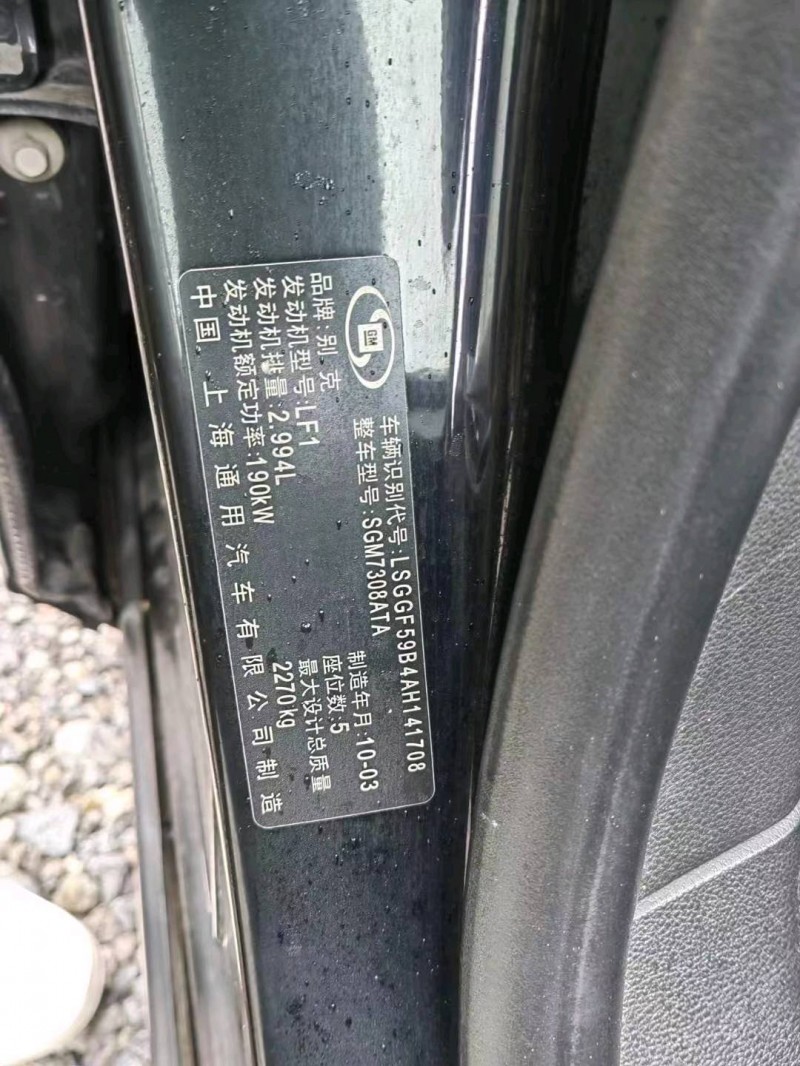 GM
车辆识别代号:LSGGF59B4AH141708
整车型号:SGM7308ATA
制造年月:10-03
品牌:别克
座位数:5
发动机型号:LF1
最大设计总质量
发动机排量:2.994L
2270kg
发动机额定功率:190kW
中国 上海通用汽车有限公司制造